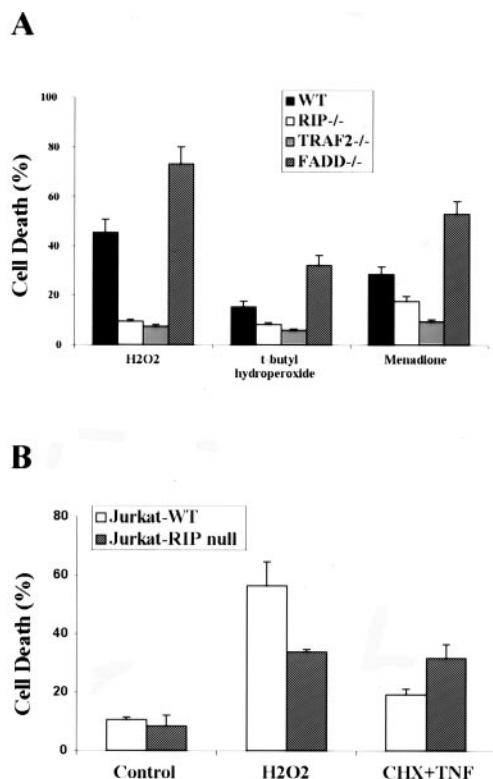 A
100
80
60
40
20
0
Cell Death (%)
WT
RIP-/-
TRAF2-/-
FADD-/-
H2O2
t-butyl
hydroperoxide
Menadione
B
80
60
40
20
0
Cell Death (%)
Jurkat-WT
Jurkat-RIP null
Control
H2O2
CHX+TNF